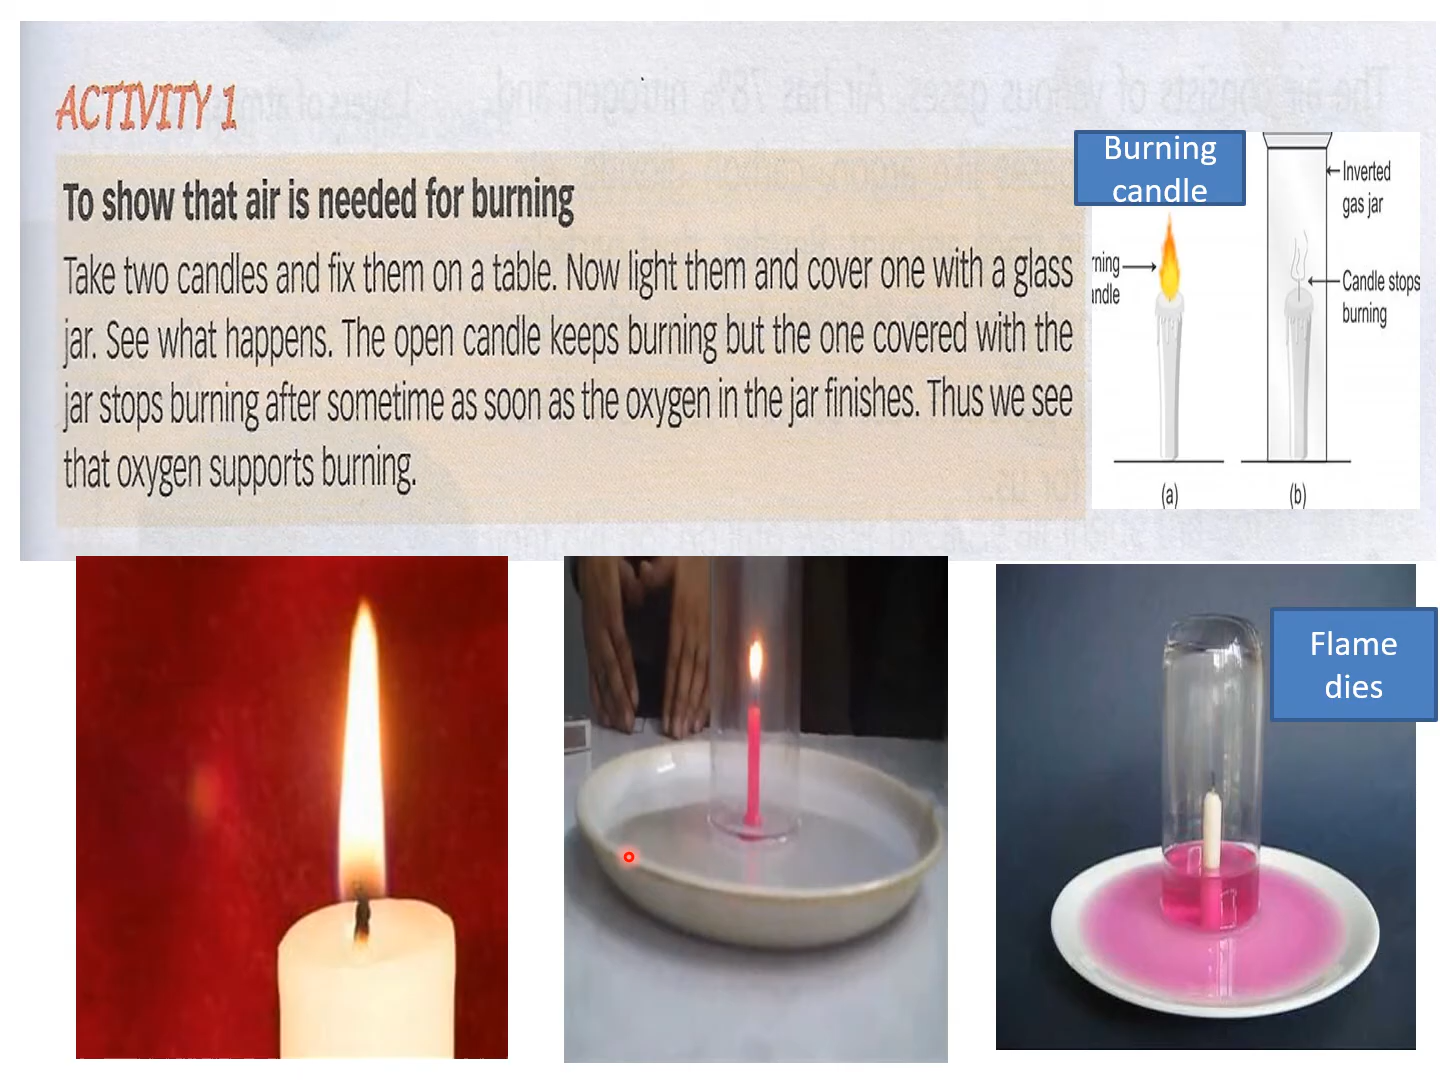 ACTIVITY 1
To show that air is needed for burning
Take two candles and fix them on a table. Now light them and cover one with a glass
jar. See what happens. The open candle keeps burning but the one covered with the
jar stops burning after sometime as soon as the oxygen in the jar finishes. Thus we see
that oxygen supports burning.
Burning
candle
rning
andle
Inverted
gas jar
Candle stops
burning
(a)
(b)
Flame
dies